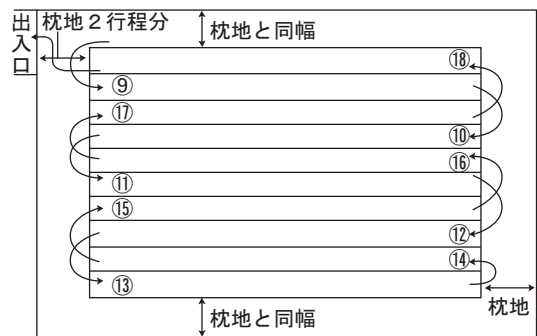 出入口
枕地２行程分
枕地と同幅
⑱
⑨
⑰
⑩
⑯
⑪
⑮
⑫
⑭
⑬
枕地
枕地と同幅